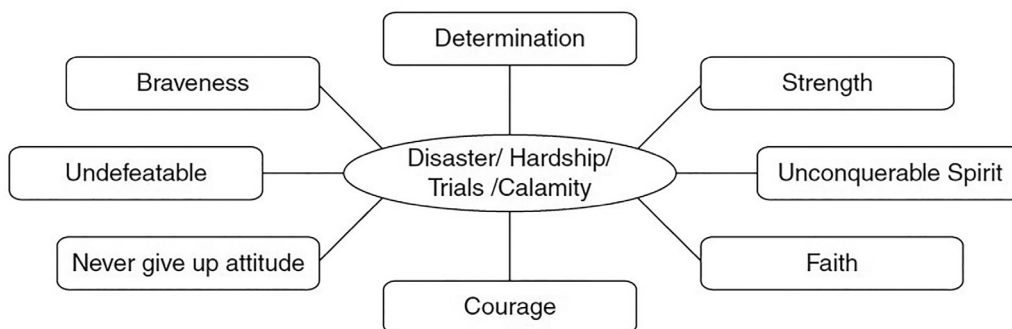 Determination
Braveness
Strength
Disaster/ Hardship/
Trials /Calamity
Undefeatable
Unconquerable Spirit
Never give up attitude
Faith
Courage